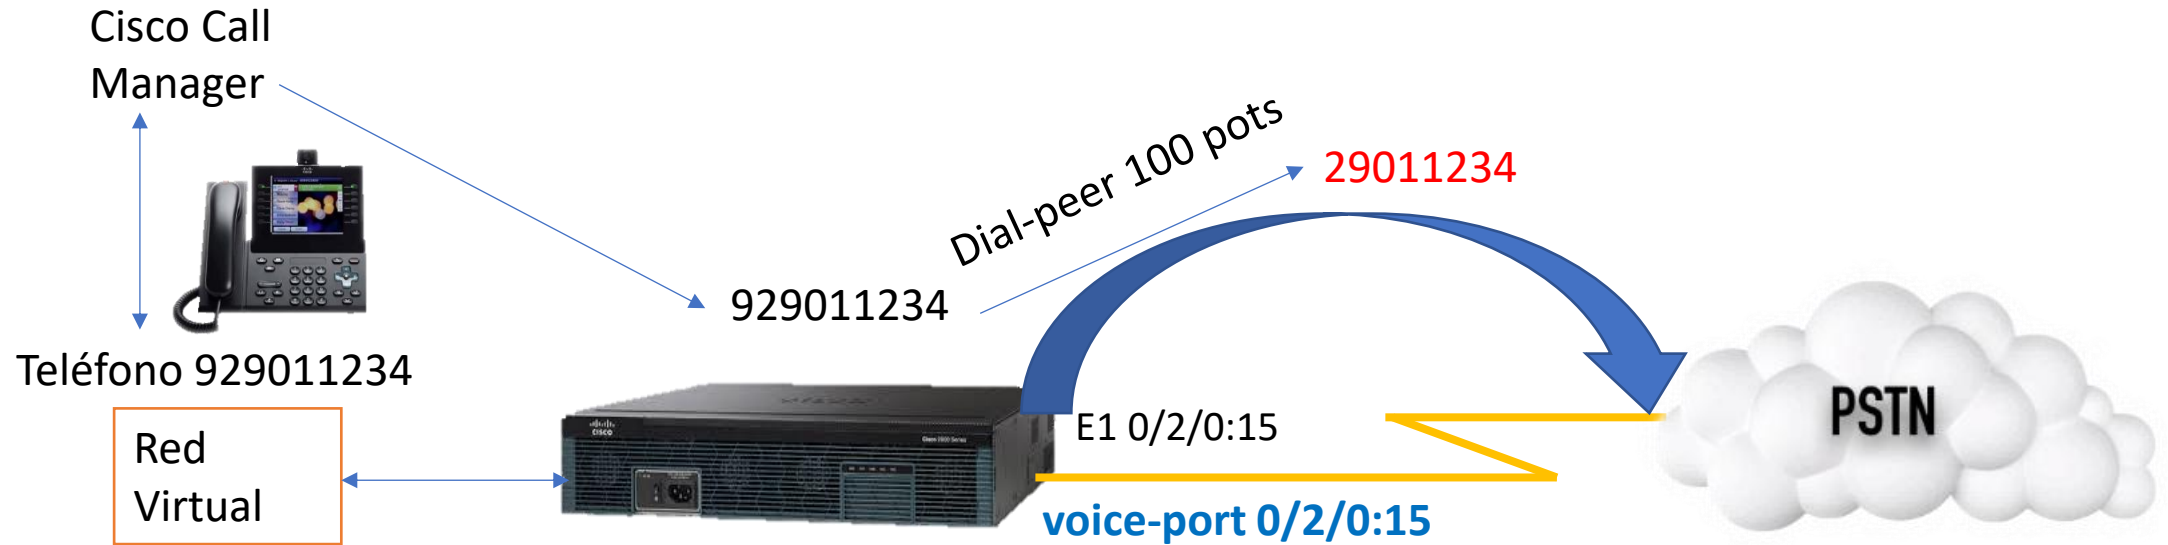 Cisco Call
Manager
Dial-peer 100 pots
29011234
929011234
Teléfono 929011234
Red
Virtual
CISCO
E1 0/2/0:15
voice-port 0/2/0:15
PSTN